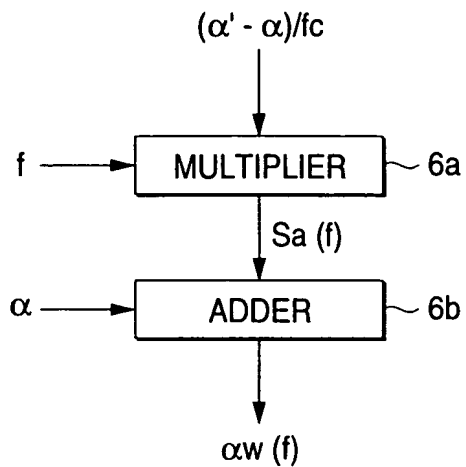 (α' - α)/fc
f
MULTIPLIER
6a
Sa (f)
α
ADDER
6b
αw (f)